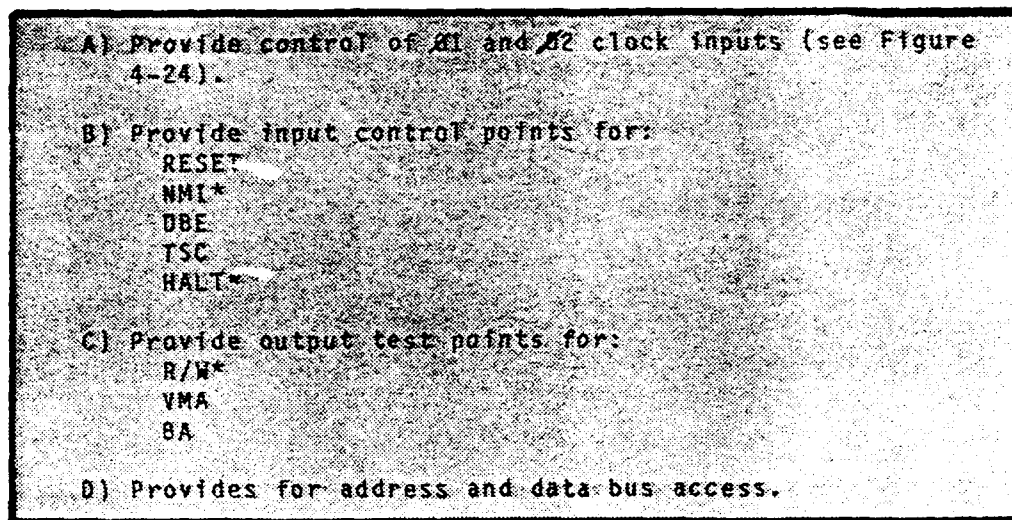 A) Provide control of Ø1 and Ø2 clock inputs (see Figure
4-24).
B) Provide input control points for:
RESET
NMI*
DBE
TSC
HALT*
C) Provide output test points for:
R/W*
VMA
BA
D) Provides for address and data bus access.